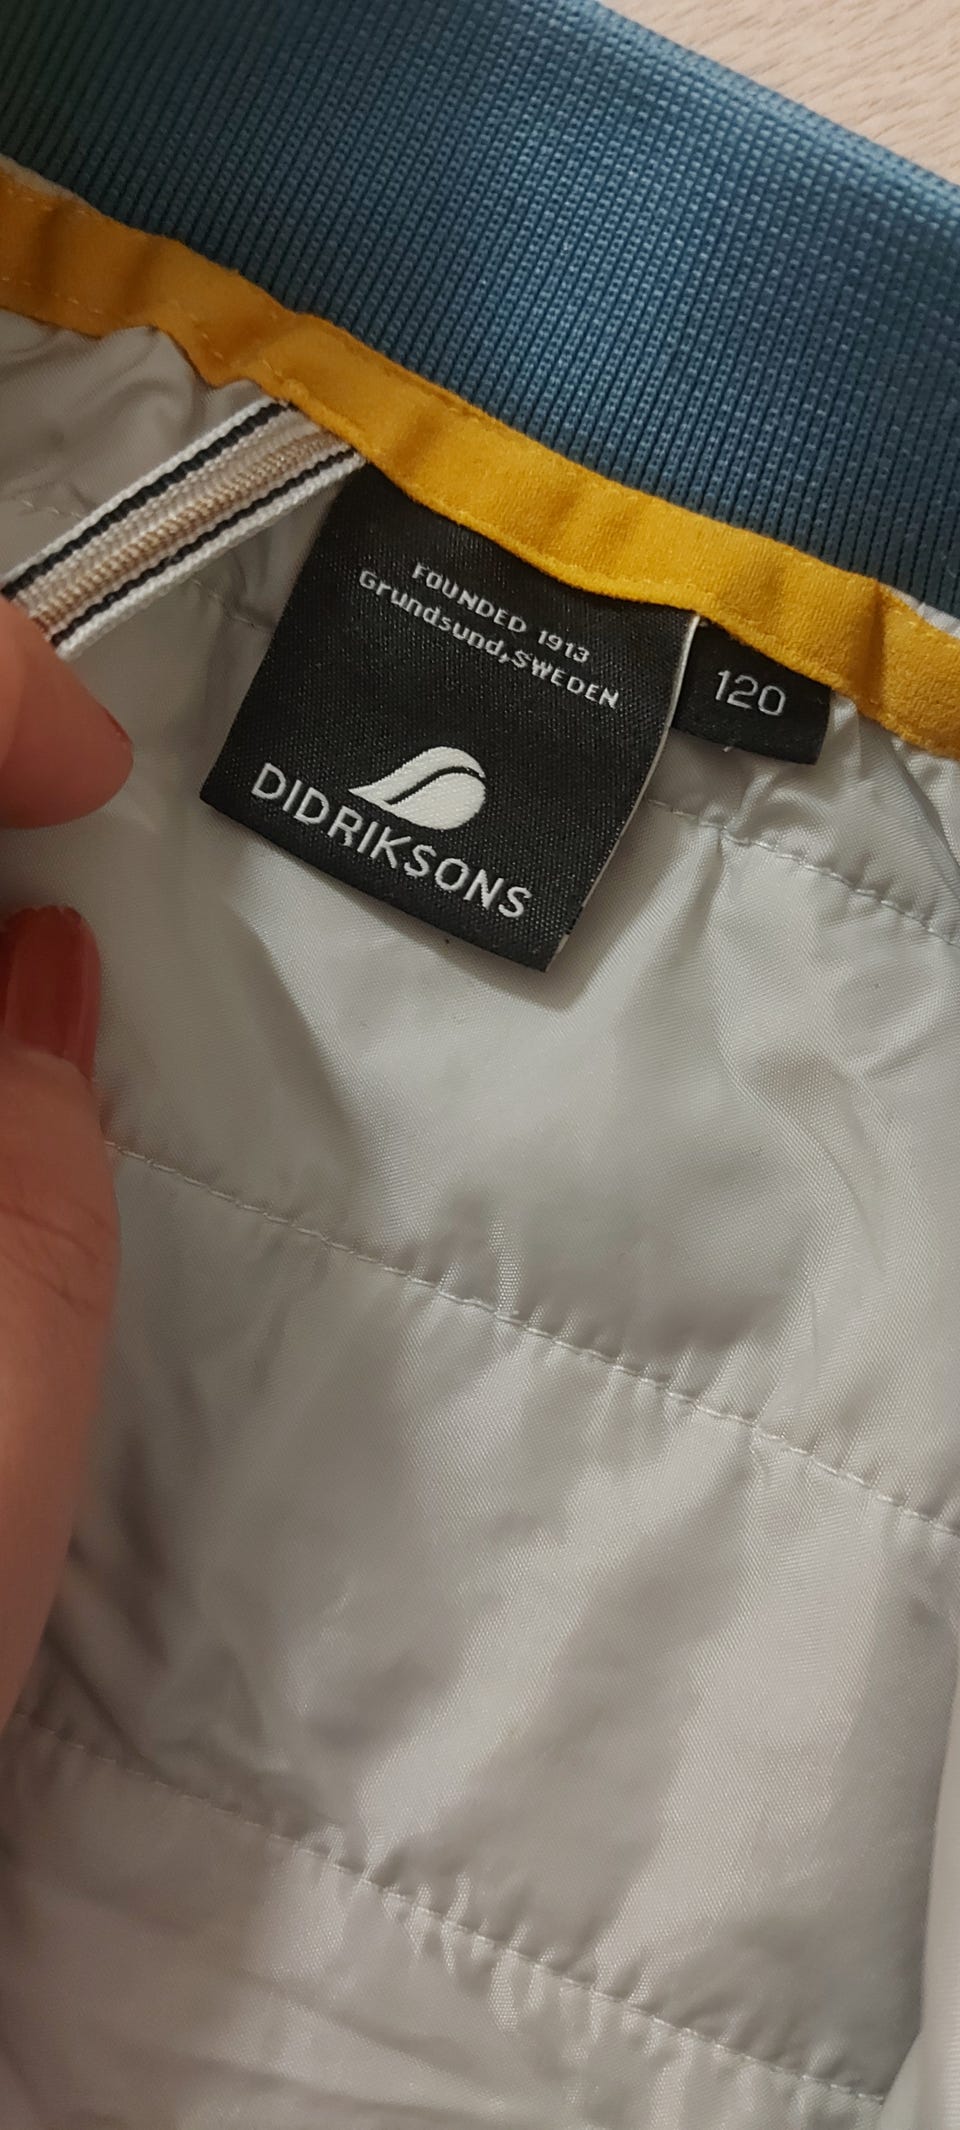 FOUNDED 1913
Grundsund, SWEDEN
DIDRIKSONS
120